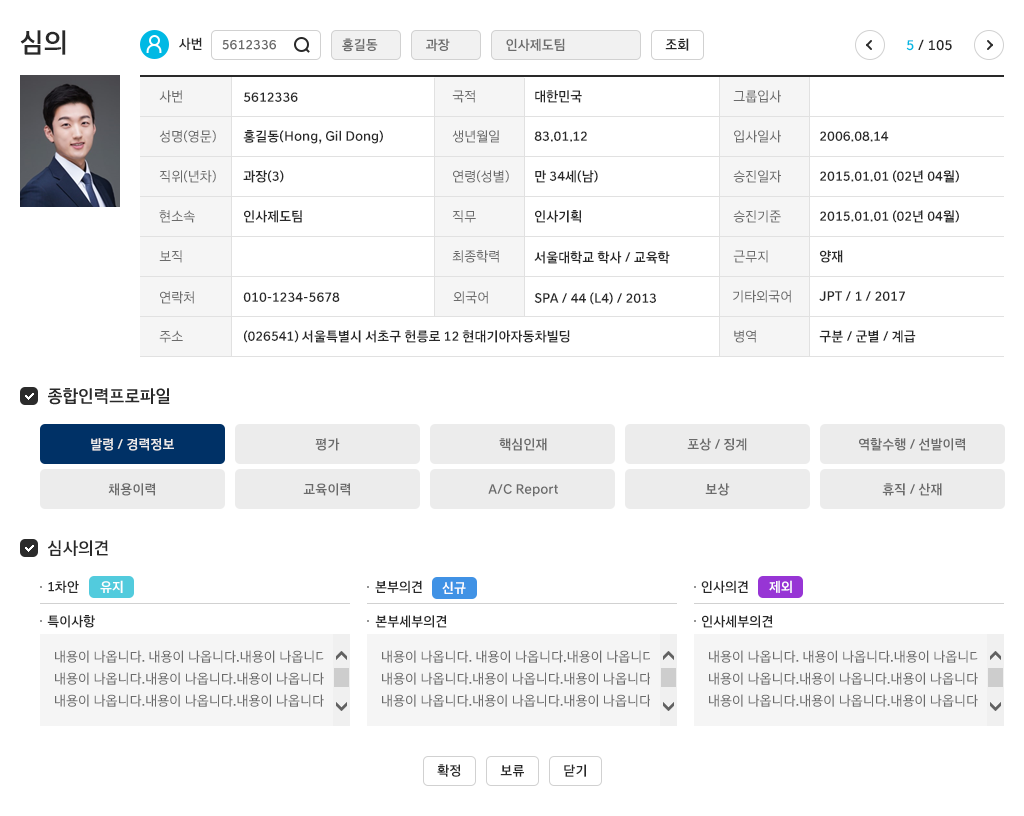 심의
사번 5612336 홍길동 과장 인사제도팀 조회 5 / 105
사번 5612336 국적 대한민국 그룹입사
성명(영문) 홍길동(Hong, Gil Dong) 생년월일 83.01.12 입사일사 2006.08.14
직위(년차) 과장(3) 연령(성별) 만 34세(남) 승진일자 2015.01.01 (02년 04월)
현소속 인사제도팀 직무 인사기획 승진기준 2015.01.01 (02년 04월)
보직 최종학력 서울대학교 학사 / 교육학 근무지 양재
연락처 010-1234-5678 외국어 SPA / 44 (L4) / 2013 기타외국어 JPT / 1 / 2017
주소 (026541) 서울특별시 서초구 헌릉로 12 현대기아자동차빌딩 병역 구분 / 군별 / 계급
종합인력프로파일
발령 / 경력정보 평가 핵심인재 포상 / 징계 역할수행 / 선발이력
채용이력 교육이력 A/C Report 보상 휴직 / 산재
심사의견
· 1차안 유지 · 본부의견 신규 · 인사의견 제외
· 특이사항 · 본부세부의견 · 인사세부의견
내용이 나옵니다. 내용이 나옵니다.내용이 나옵니다 내용이 나옵니다. 내용이 나옵니다.내용이 나옵니다 내용이 나옵니다. 내용이 나옵니다.내용이 나옵니다
내용이 나옵니다.내용이 나옵니다.내용이 나옵니다 내용이 나옵니다.내용이 나옵니다.내용이 나옵니다 내용이 나옵니다.내용이 나옵니다.내용이 나옵니다
내용이 나옵니다.내용이 나옵니다.내용이 나옵니다 내용이 나옵니다.내용이 나옵니다.내용이 나옵니다 내용이 나옵니다.내용이 나옵니다.내용이 나옵니다
확정 보류 닫기